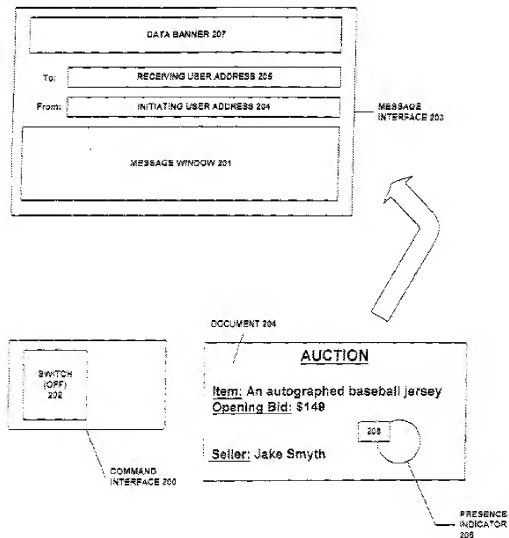 DATA BANNER 207
To: RECEIVING USER ADDRESS 205
From: INITIATING USER ADDRESS 204
MESSAGE
INTERFACE 203
MESSAGE WINDOW 201
DOCUMENT 204
AUCTION
Item: An autographed baseball jersey
Opening Bid: $149
Seller: Jake Smyth
208
SWITCH
(OFF)
202
COMMAND
INTERFACE 200
PRESENCE
INDICATOR
206